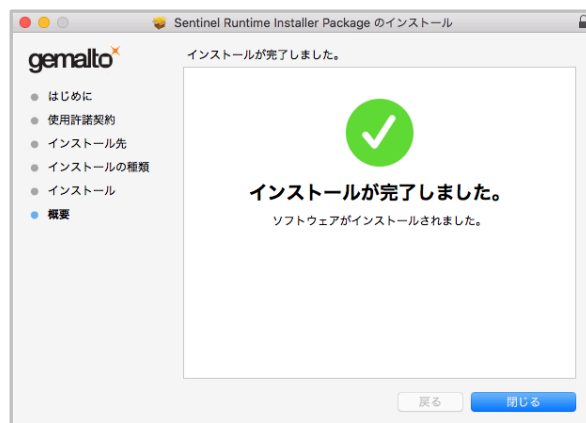 Sentinel Runtime Installer Package のインストール
gemalto
インストールが完了しました。
はじめに
使用許諾契約
インストール先
インストールの種類
インストール
概要
インストールが完了しました。
ソフトウェアがインストールされました。
戻る
閉じる